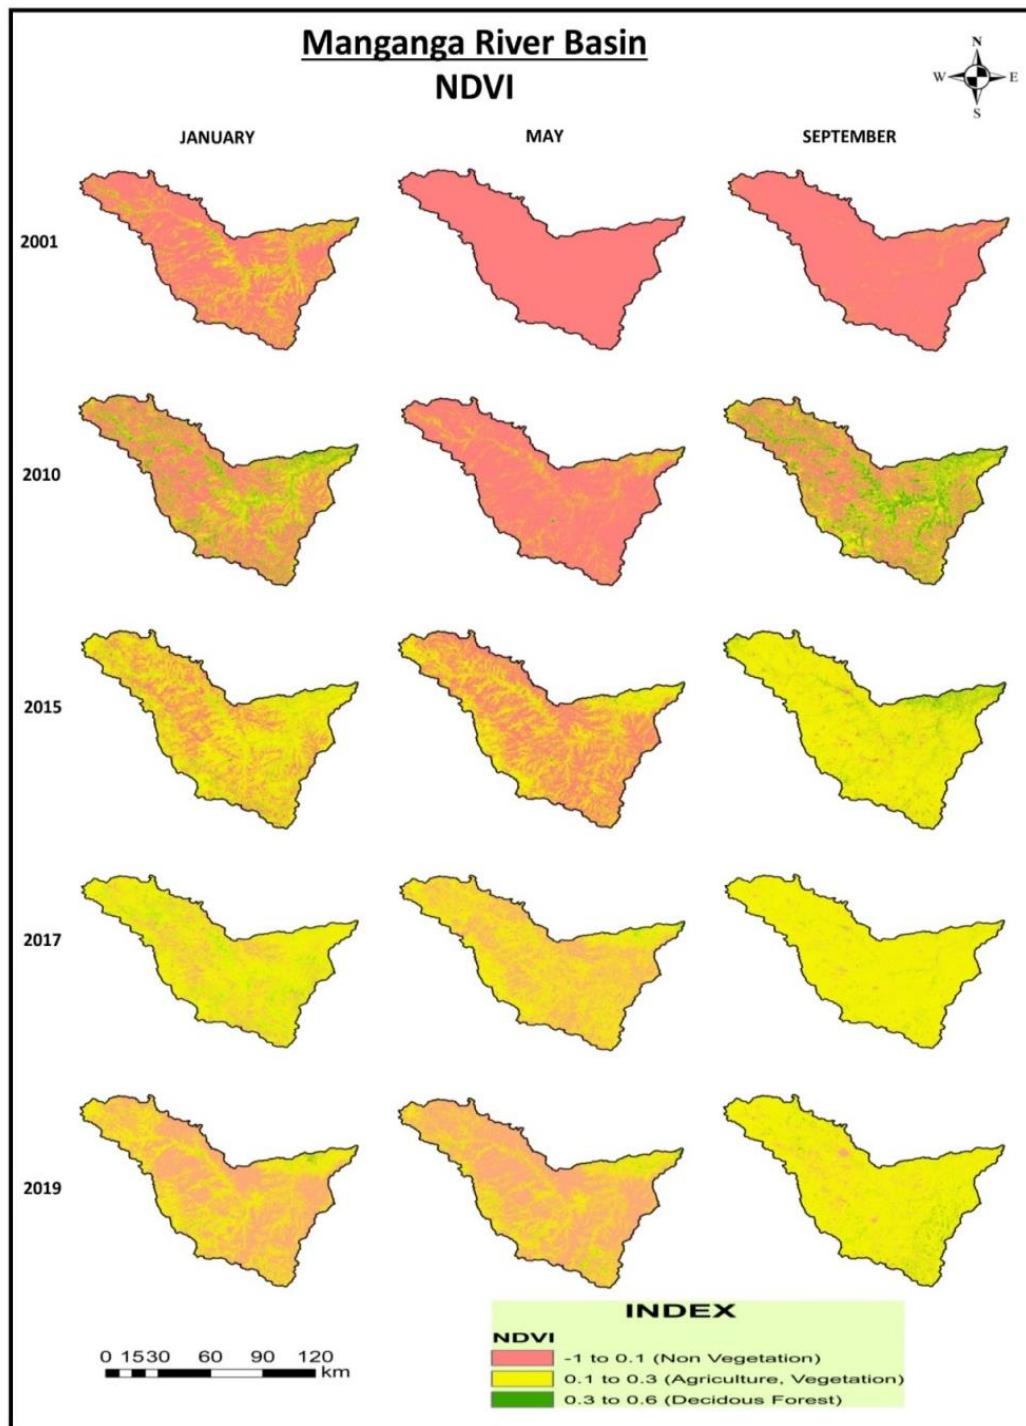 Manganga River Basin
NDVI
N
W E
S
JANUARY MAY SEPTEMBER
2001
2010
2015
2017
2019
INDEX
NDVI
-1 to 0.1 (Non Vegetation)
0.1 to 0.3 (Agriculture, Vegetation)
0.3 to 0.6 (Decidous Forest)
0 15 30 60 90 120
km